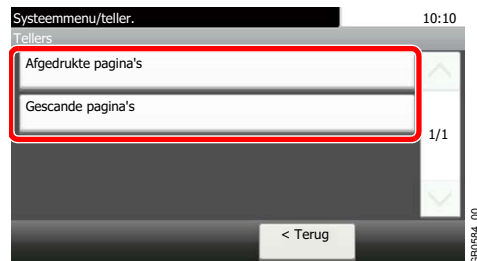 Systeemmenu/teller. 10:10
Tellers
Afgedrukte pagina's
Gescande pagina's
1/1
< Terug
GB0584_00